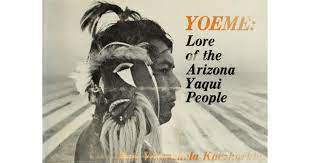 YOEME:
Lore
of the
Arizona
Yaqui
People